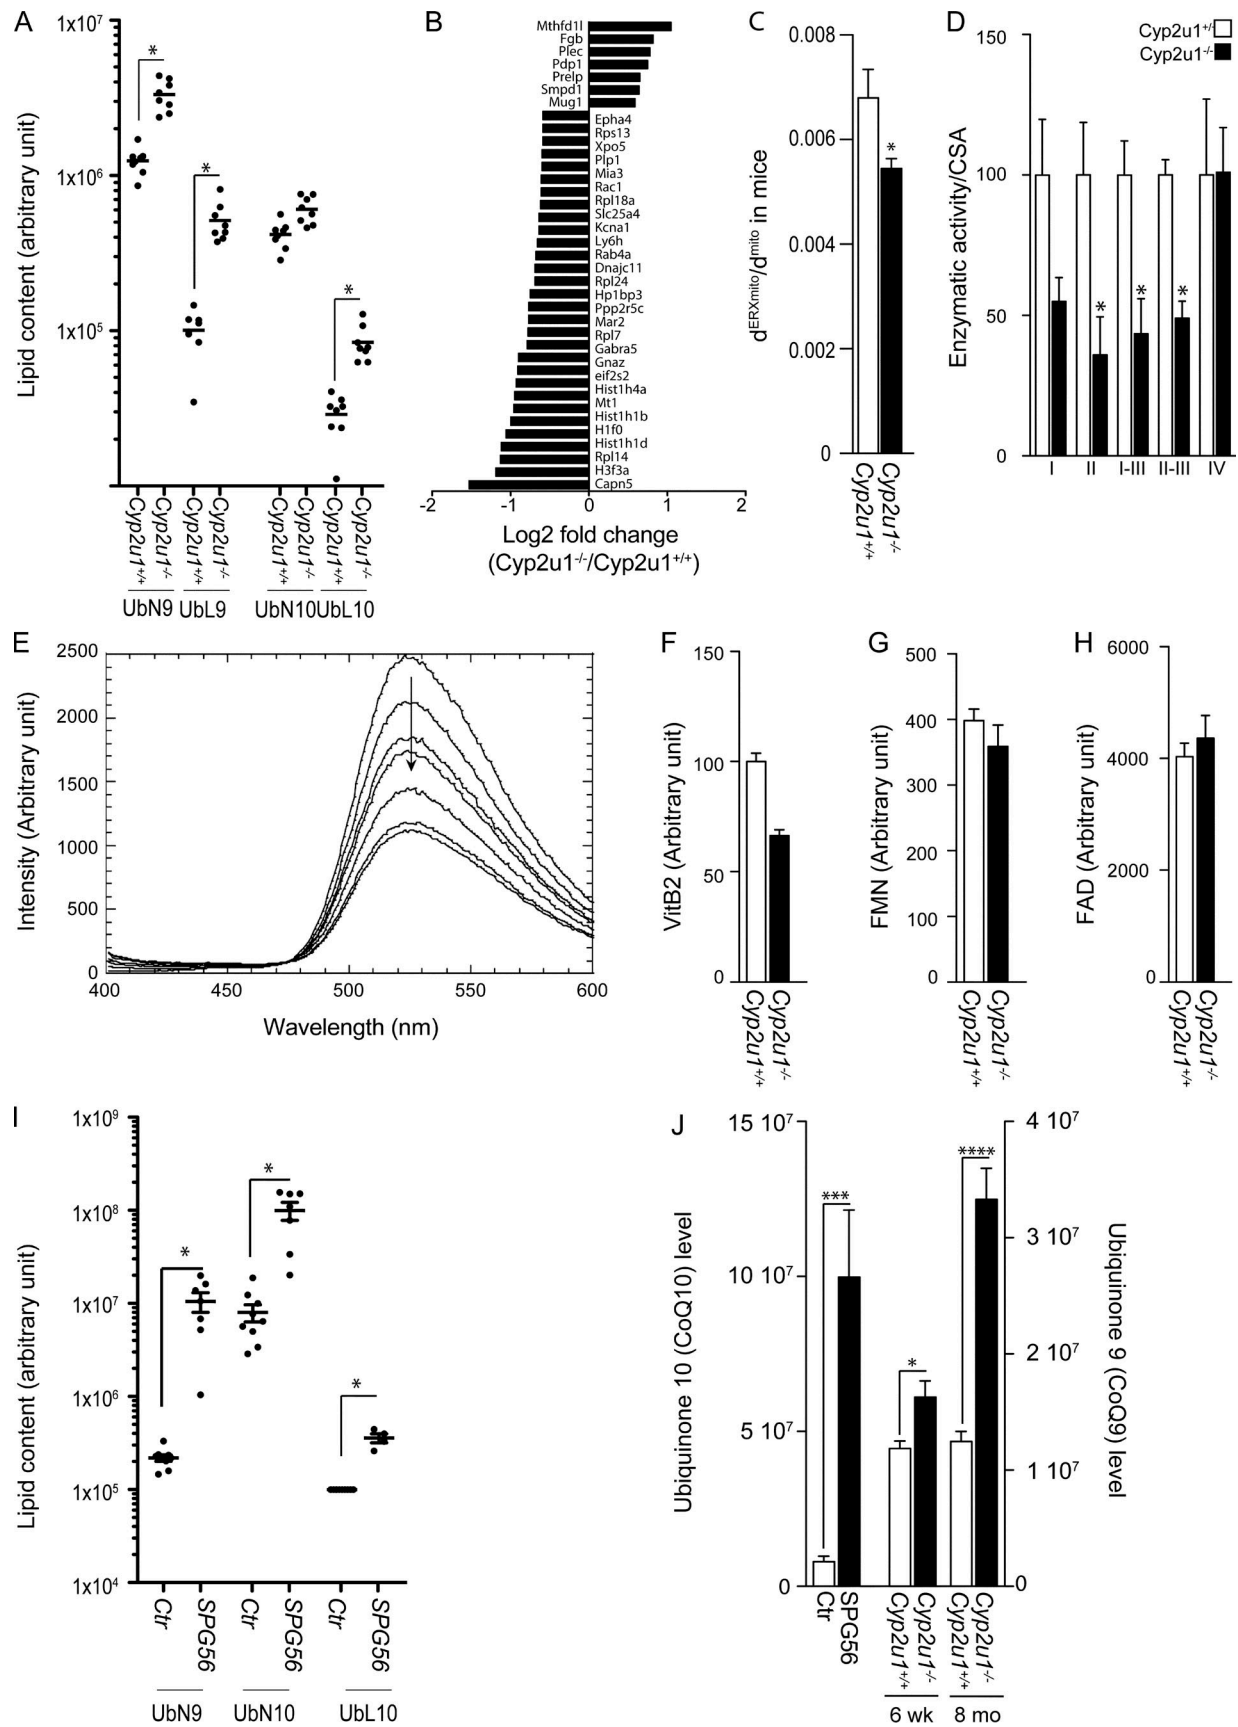 A
Lipid content (arbitrary unit)
1x10⁷
1x10⁶
1x10⁵
*
*
*
Cyp2u1+/+
Cyp2u1-/-
Cyp2u1+/+
Cyp2u1-/-
Cyp2u1+/+
Cyp2u1-/-
Cyp2u1+/+
Cyp2u1-/-
UbN9 UbL9 UbN10 UbL10
B
Mthfd1l
Fgb
Plec
Pdp1
Prelp
Smpd1
Mug1
Epha4
Rps13
Xpo5
Plp1
Mia3
Rac1
Rpl18a
Slc25a4
Kcna1
Ly6h
Rab4a
Dnajc11
Rpl24
Hp1bp3
Ppp2r5c
Mar2
Rpl7
Gabra5
Gnaz
eif2s2
Hist1h4a
Mt1
Hist1h1b
H1f0
Hist1h1d
Rpl14
H3f3a
Capn5
-2 -1 0 1 2
Log2 fold change
(Cyp2u1-/-/Cyp2u1+/+)
C
dERXmito/dmito in mice
0.008
0.006
0.004
0.002
0
*
Cyp2u1+/+
Cyp2u1-/-
D
Cyp2u1+/-
Cyp2u1-/-
Enzymatic activity/CSA
150
100
50
0
* * *
I II I-III II-III IV
E
Intensity (Arbitrary unit)
2500
2000
1500
1000
500
0
400 450 500 550 600
Wavelength (nm)
F
VitB2 (Arbitrary unit)
150
100
50
0
Cyp2u1+/+
Cyp2u1-/-
G
FMN (Arbitrary unit)
500
400
300
200
100
0
Cyp2u1+/+
Cyp2u1-/-
H
FAD (Arbitrary unit)
6000
4000
2000
0
Cyp2u1+/+
Cyp2u1-/-
I
Lipid content (arbitrary unit)
1x10⁹
1x10⁸
1x10⁷
1x10⁶
1x10⁵
1x10⁴
*
*
*
Ctr
SPG56
Ctr
SPG56
Ctr
SPG56
UbN9 UbN10 UbL10
J
Ubiquinone 10 (CoQ10) level
15 10⁷
10 10⁷
5 10⁷
0
***
*
****
4 10⁷
3 10⁷
2 10⁷
1 10⁷
0
Ubiquinone 9 (CoQ9) level
Ctr
SPG56
Cyp2u1+/+
Cyp2u1-/-
Cyp2u1+/+
Cyp2u1-/-
6 wk 8 mo